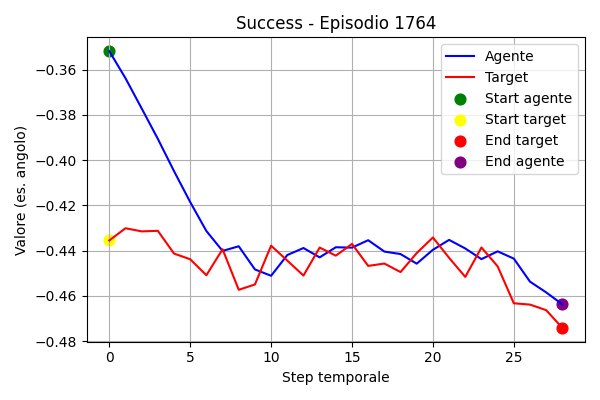 Success - Episodio 1764
Valore (es. angolo)
−0.36
−0.38
−0.40
−0.42
−0.44
−0.46
−0.48
Agente
Target
Start agente
Start target
End target
End agente
0 5 10 15 20 25
Step temporale